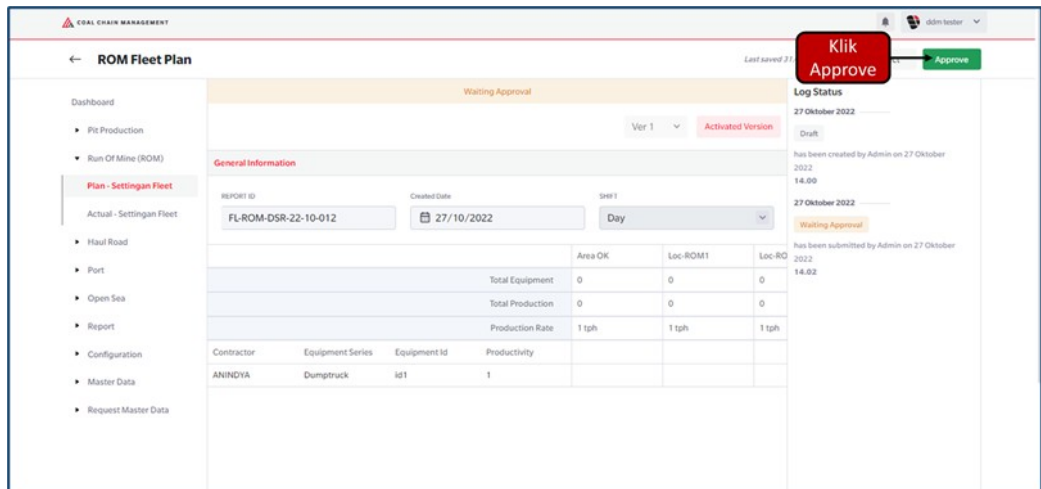 COAL CHAIN MANAGEMENT
ddm tester
ROM Fleet Plan
Last saved 31
Klik
Approve
Approve
Dashboard
Pit Production
Run Of Mine (ROM)
Plan - Settingan Fleet
Actual - Settingan Fleet
Haul Road
Port
Open Sea
Report
Configuration
Master Data
Request Master Data
Waiting Approval
Ver 1
Activated Version
General Information
REPORT ID
Created Date
SHIFT
FL-ROM-DSR-22-10-012
27/10/2022
Day
Area OK Loc-ROM1 Loc-RO
Total Equipment 0 0 0
Total Production 0 0 0
Production Rate 1 tph 1 tph 1 tph
Contractor Equipment Series Equipment Id Productivity
ANINDYA Dumptruck id1 1
Log Status
27 Oktober 2022
Draft
has been created by Admin on 27 Oktober
2022
14.00
27 Oktober 2022
Waiting Approval
has been submitted by Admin on 27 Oktober
2022
14.02